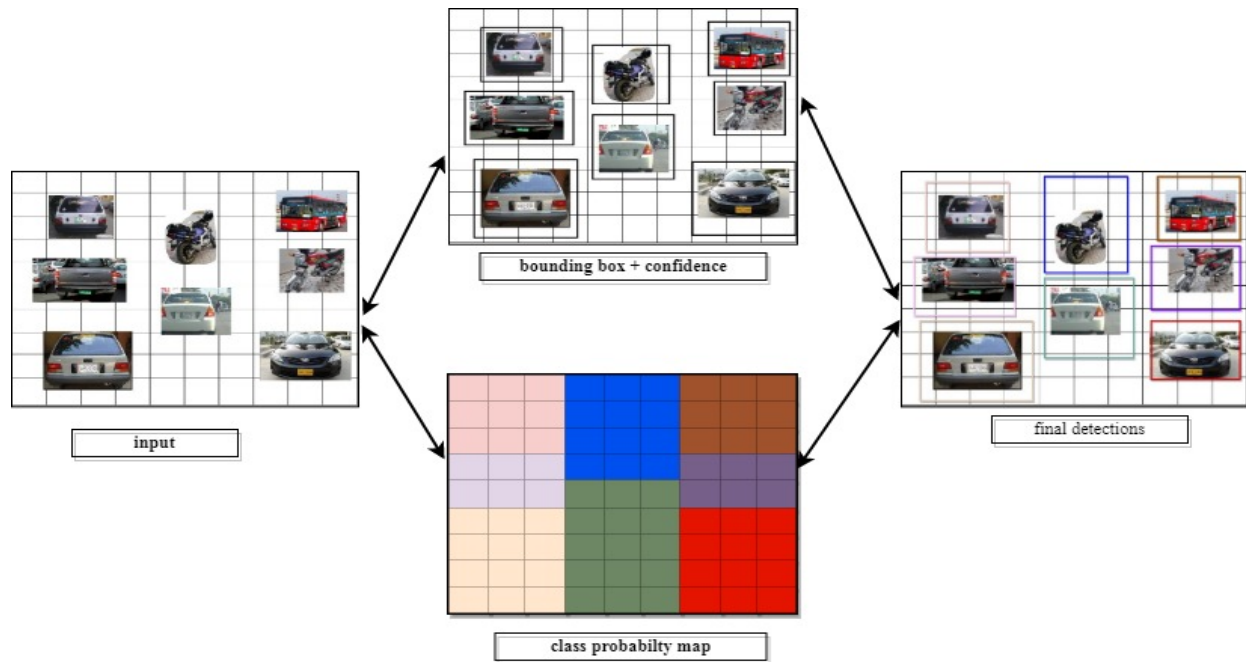 bounding box + confidence
input
final detections
class probabilty map